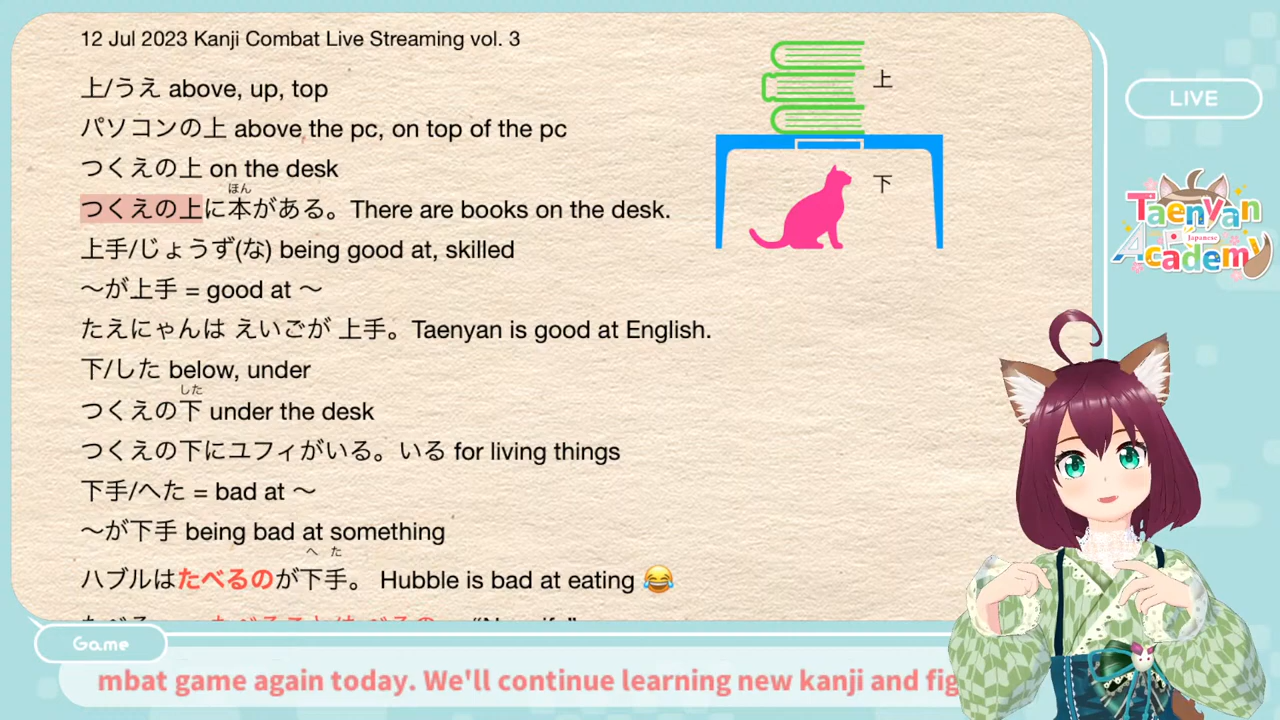 12 Jul 2023 Kanji Combat Live Streaming vol. 3
上/うえ above, up, top
パソコンの上 above the pc, on top of the pc
つくえの上 on the desk
ほん
つくえの上に本がある。There are books on the desk.
上手/じょうず(な) being good at, skilled
〜が上手 = good at 〜
たえにゃんは えいごが 上手。Taenyan is good at English.
下/した below, under
した
つくえの下 under the desk
つくえの下にユフィがいる。いる for living things
下手/へた = bad at 〜
〜が下手 being bad at something
へ た
ハブルはたべるのが下手。 Hubble is bad at eating 😂
上
下
LIVE
Taenyan
Japanese
Academy
Game
mbat game again today. We'll continue learning new kanji and fig